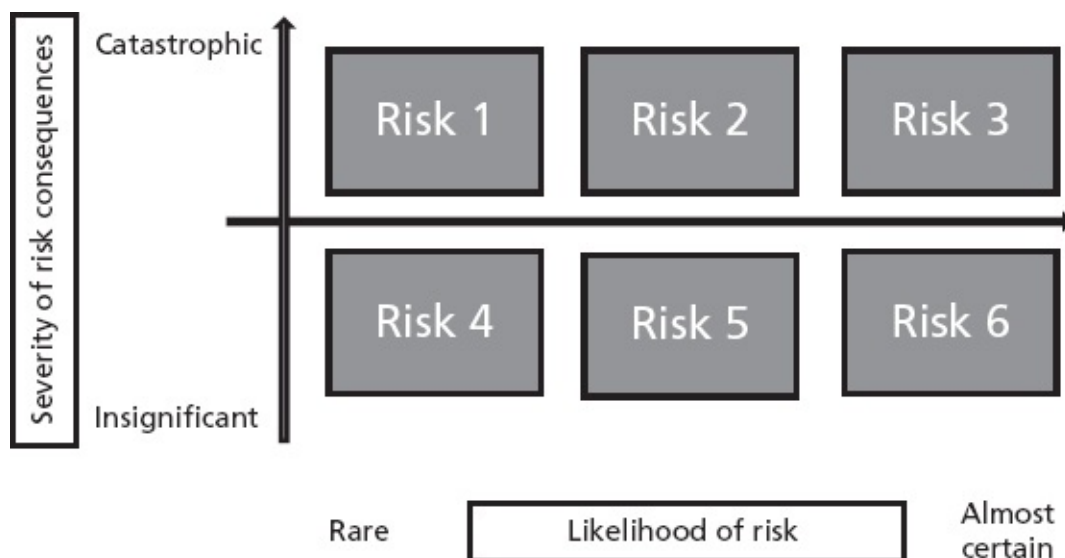 Severity of risk consequences
Catastrophic
Risk 1
Risk 2
Risk 3
Risk 4
Risk 5
Risk 6
Insignificant
Rare
Likelihood of risk
Almost
certain